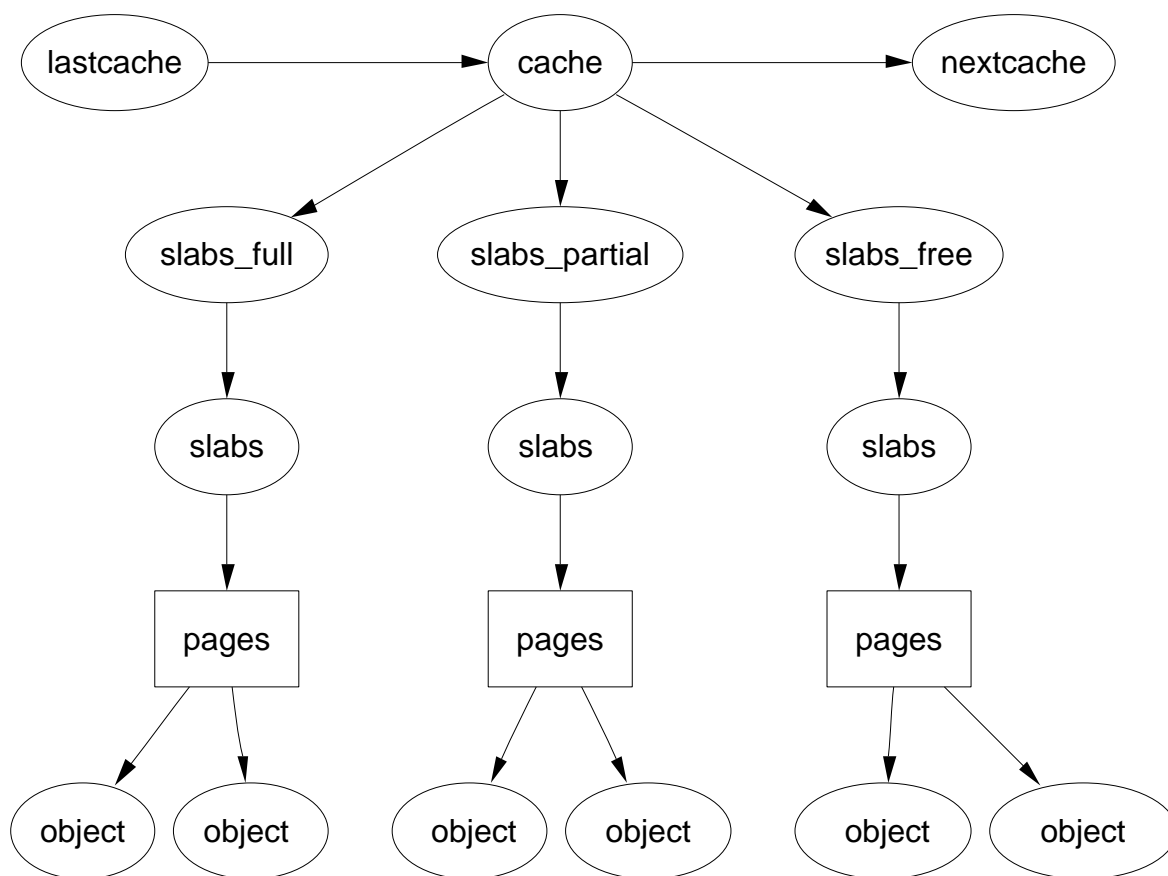 lastcache
cache
nextcache
slabs_full
slabs_partial
slabs_free
slabs
slabs
slabs
pages
pages
pages
object
object
object
object
object
object